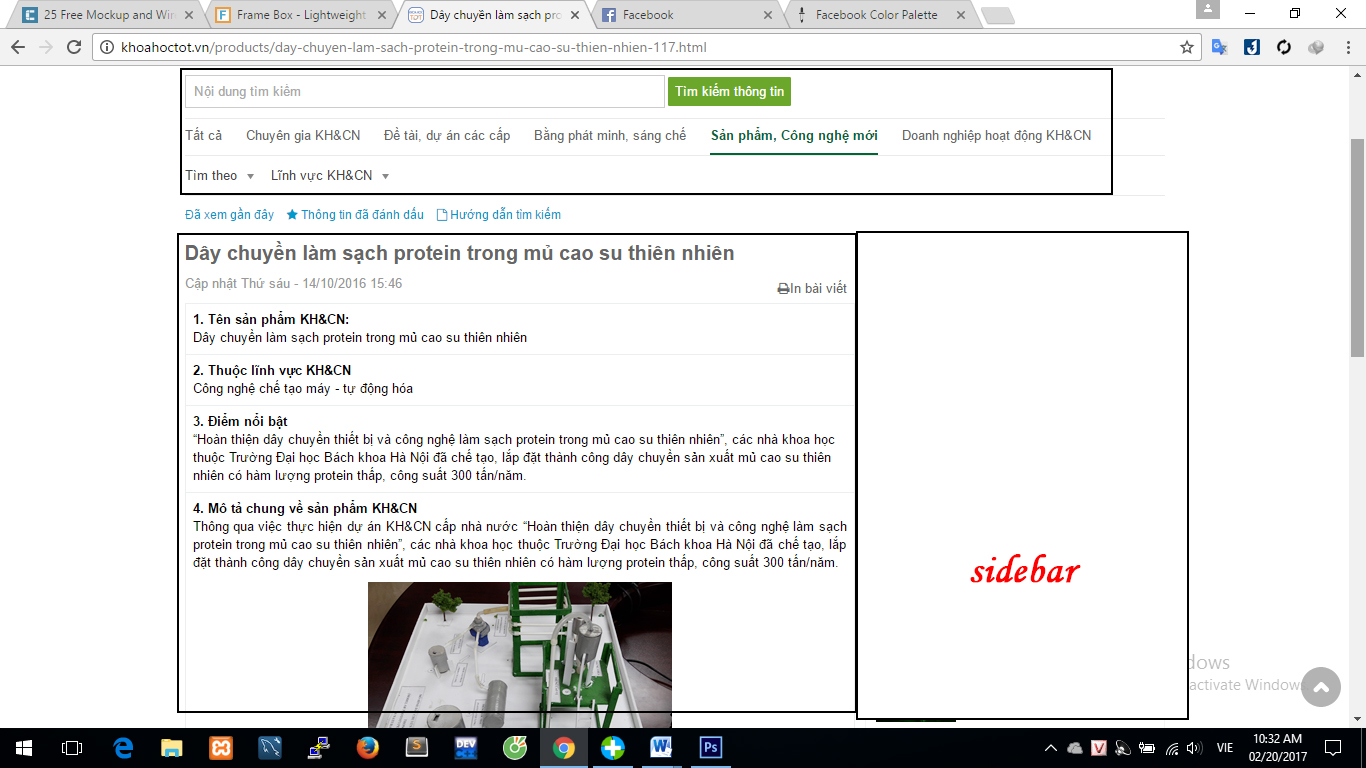 25 Free Mockup and Wir
Frame Box - Lightweight
Dây chuyền làm sạch pro
Facebook
Facebook Color Palette
khoahoctot.vn/products/day-chuyen-lam-sach-protein-trong-mu-cao-su-thien-nhien-117.html
Nội dung tìm kiếm
Tìm kiếm thông tin
Tất cả
Chuyên gia KH&CN
Đề tài, dự án các cấp
Bằng phát minh, sáng chế
Sản phẩm, Công nghệ mới
Doanh nghiệp hoạt động KH&CN
Tìm theo
Lĩnh vực KH&CN
Đã xem gần đây
Thông tin đã đánh dấu
Hướng dẫn tìm kiếm
Dây chuyền làm sạch protein trong mủ cao su thiên nhiên
Cập nhật Thứ sáu - 14/10/2016 15:46
In bài viết
1. Tên sản phẩm KH&CN:
Dây chuyền làm sạch protein trong mủ cao su thiên nhiên
2. Thuộc lĩnh vực KH&CN
Công nghệ chế tạo máy - tự động hóa
3. Điểm nổi bật
“Hoàn thiện dây chuyền thiết bị và công nghệ làm sạch protein trong mủ cao su thiên nhiên”, các nhà khoa học
thuộc Trường Đại học Bách khoa Hà Nội đã chế tạo, lắp đặt thành công dây chuyền sản xuất mủ cao su thiên
nhiên có hàm lượng protein thấp, công suất 300 tấn/năm.
4. Mô tả chung về sản phẩm KH&CN
Thông qua việc thực hiện dự án KH&CN cấp nhà nước “Hoàn thiện dây chuyền thiết bị và công nghệ làm sạch
protein trong mủ cao su thiên nhiên”, các nhà khoa học thuộc Trường Đại học Bách khoa Hà Nội đã chế tạo, lắp
đặt thành công dây chuyền sản xuất mủ cao su thiên nhiên có hàm lượng protein thấp, công suất 300 tấn/năm.
sidebar
dows
activate Windows
VIE
10:32 AM
02/20/2017